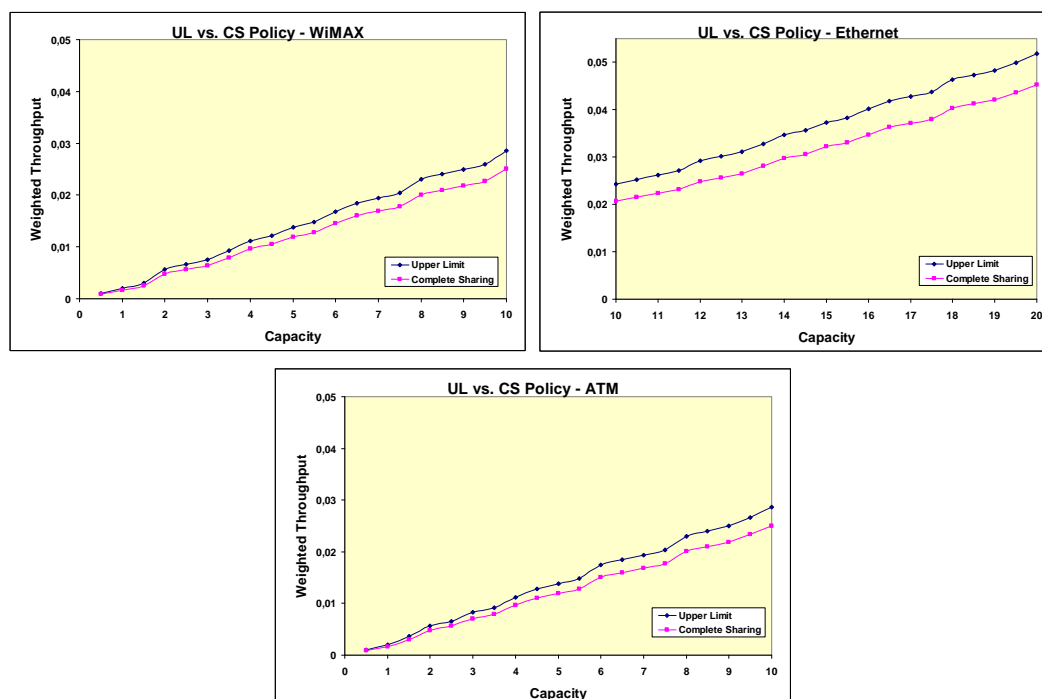 UL vs. CS Policy - WiMAX
0,05
0,04
0,03
0,02
0,01
0
Weighted Throughput
Upper Limit
Complete Sharing
0 1 2 3 4 5 6 7 8 9 10
Capacity
UL vs. CS Policy - Ethernet
0,05
0,04
0,03
0,02
0,01
0
Weighted Throughput
Upper Limit
Complete Sharing
10 11 12 13 14 15 16 17 18 19 20
Capacity
UL vs. CS Policy - ATM
0,05
0,04
0,03
0,02
0,01
0
Weighted Throughput
Upper Limit
Complete Sharing
0 1 2 3 4 5 6 7 8 9 10
Capacity